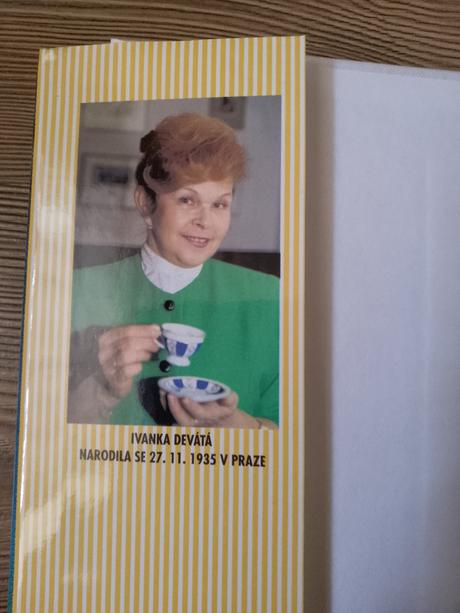 IVANKA DEVÁTÁ
NARODILA SE 27. 11. 1935 V PRAZE